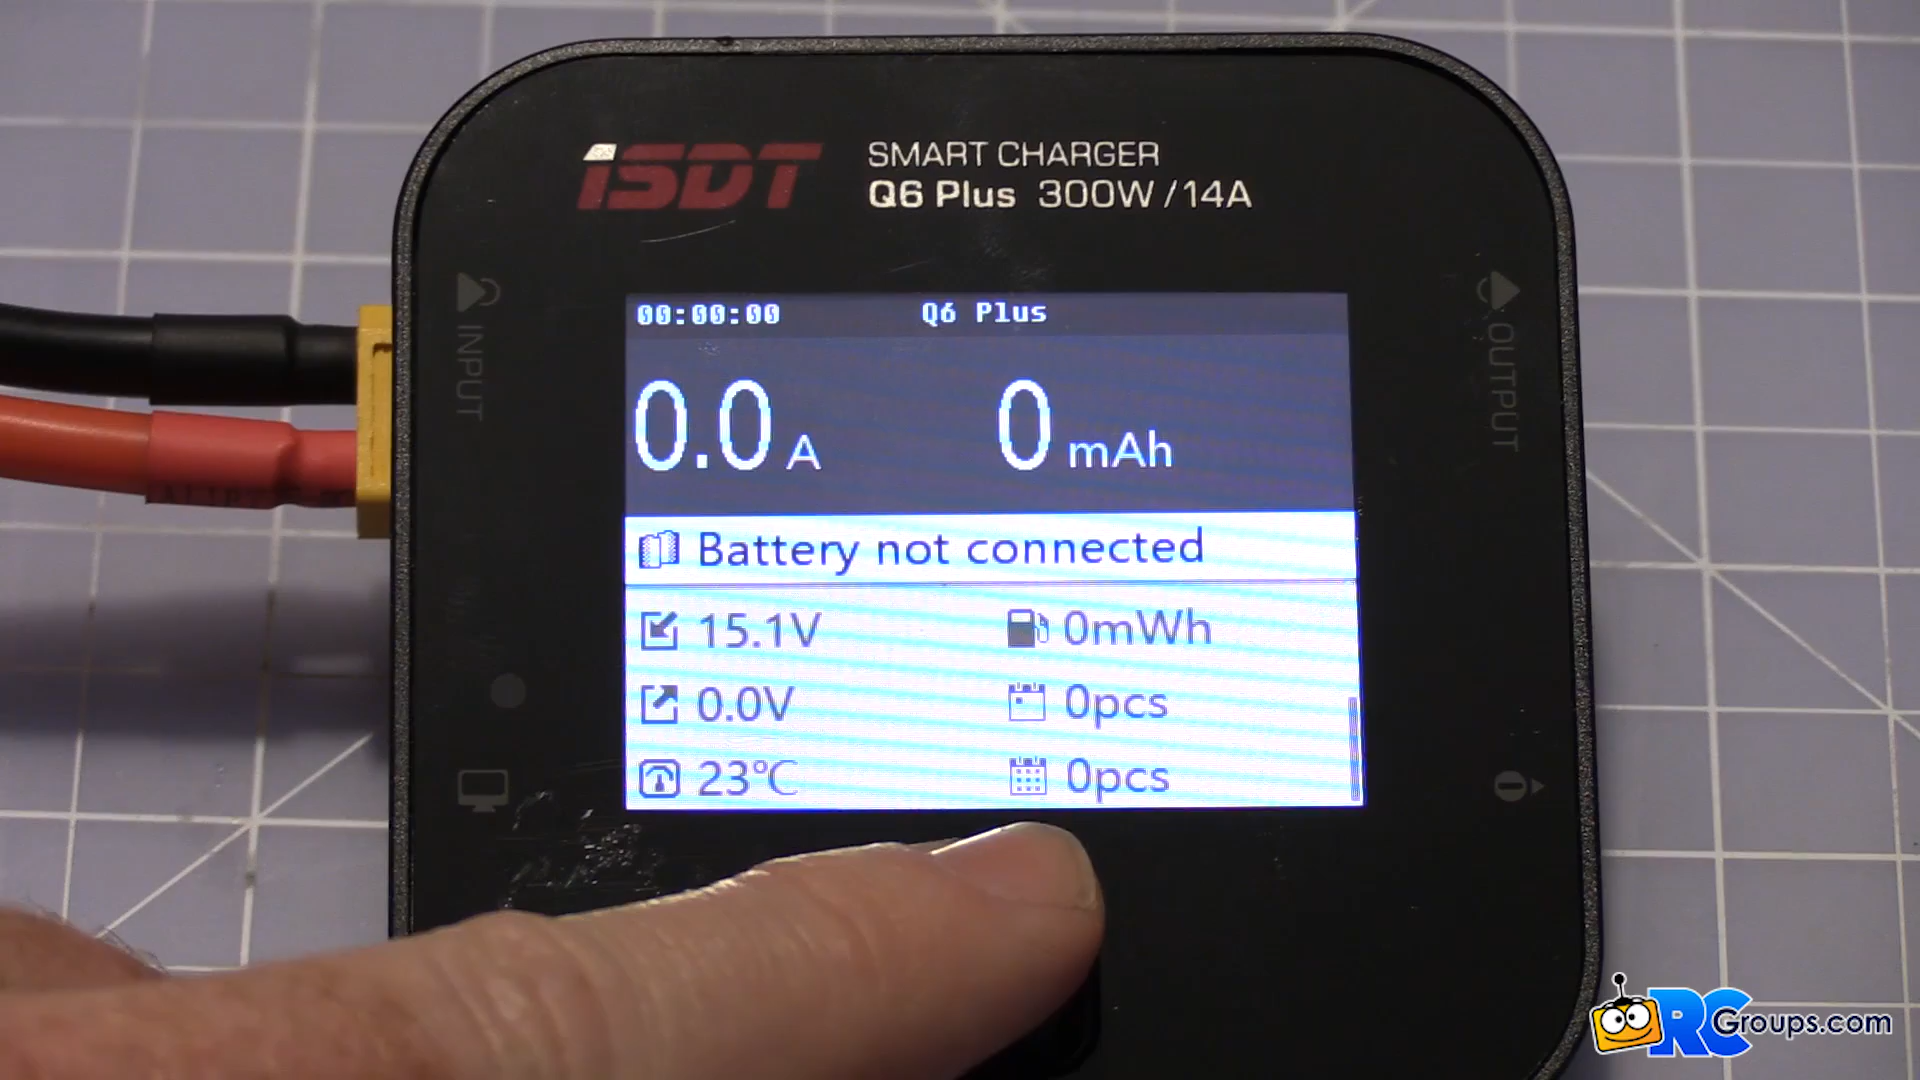 iSDT
SMART CHARGER
Q6 Plus 300W/14A
INPUT
OUTPUT
00:00:00 Q6 Plus
0.0 A 0 mAh
Battery not connected
15.1V 0mWh
0.0V 0pcs
23℃ 0pcs
RCGroups.com